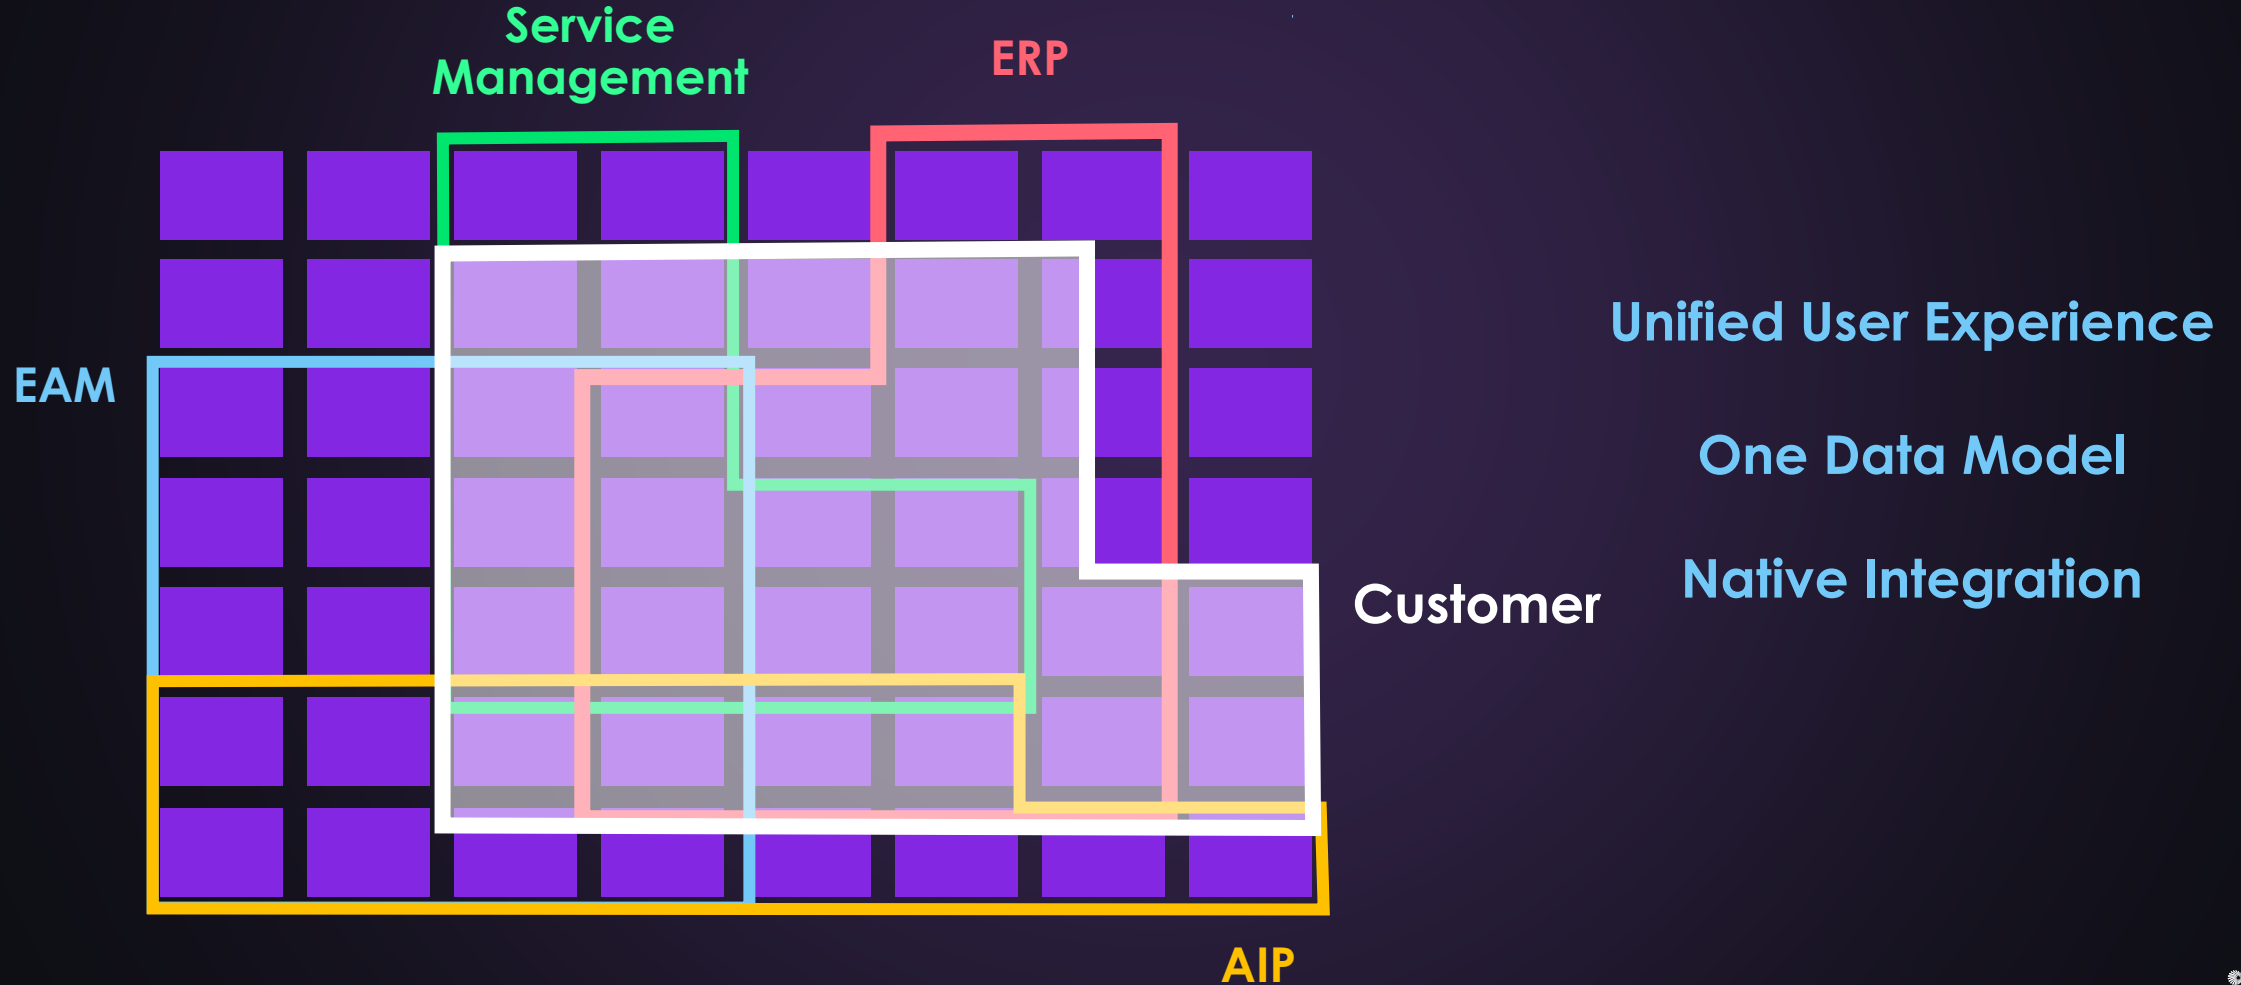 Service
Management
ERP
EAM
Unified User Experience
One Data Model
Native Integration
Customer
AIP